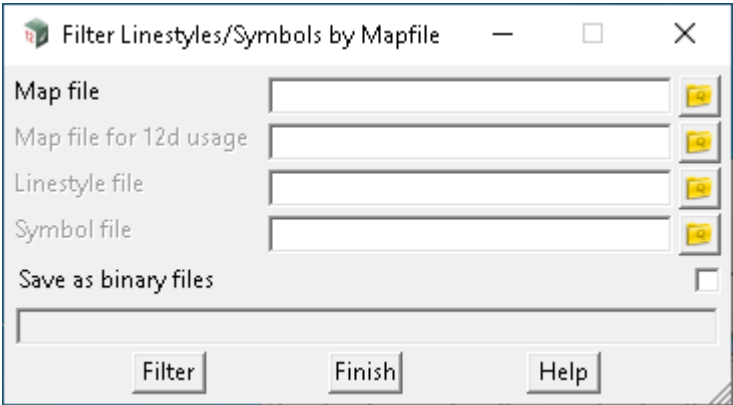 Filter Linestyles/Symbols by Mapfile
Map file
Map file for 12d usage
Linestyle file
Symbol file
Save as binary files
Filter Finish Help